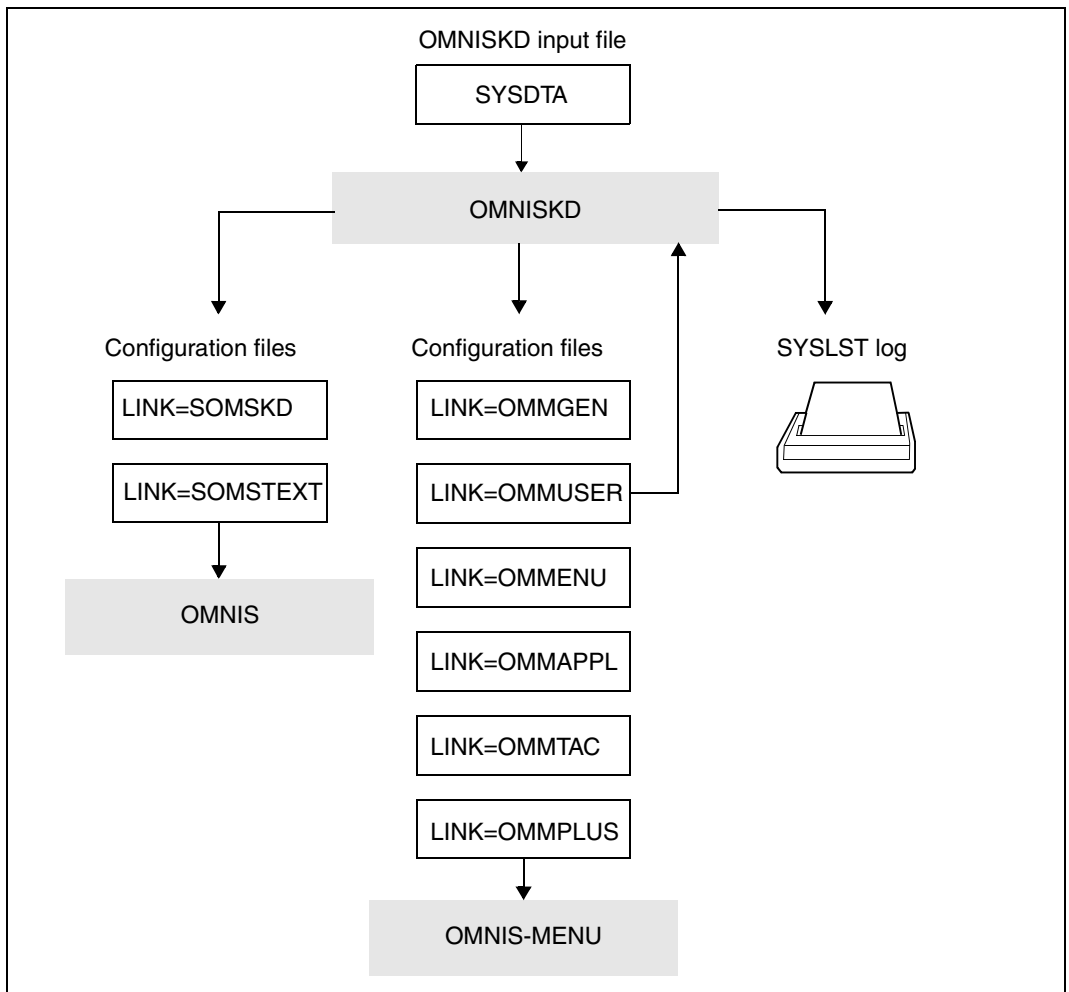 OMNISKD input file
SYSDTA
OMNISKD
Configuration files
LINK=SOMSKD
LINK=SOMSTEXT
OMNIS
Configuration files
LINK=OMMGEN
LINK=OMMUSER
LINK=OMMENU
LINK=OMMAPPL
LINK=OMMTAC
LINK=OMMPLUS
OMNIS-MENU
SYSLST log